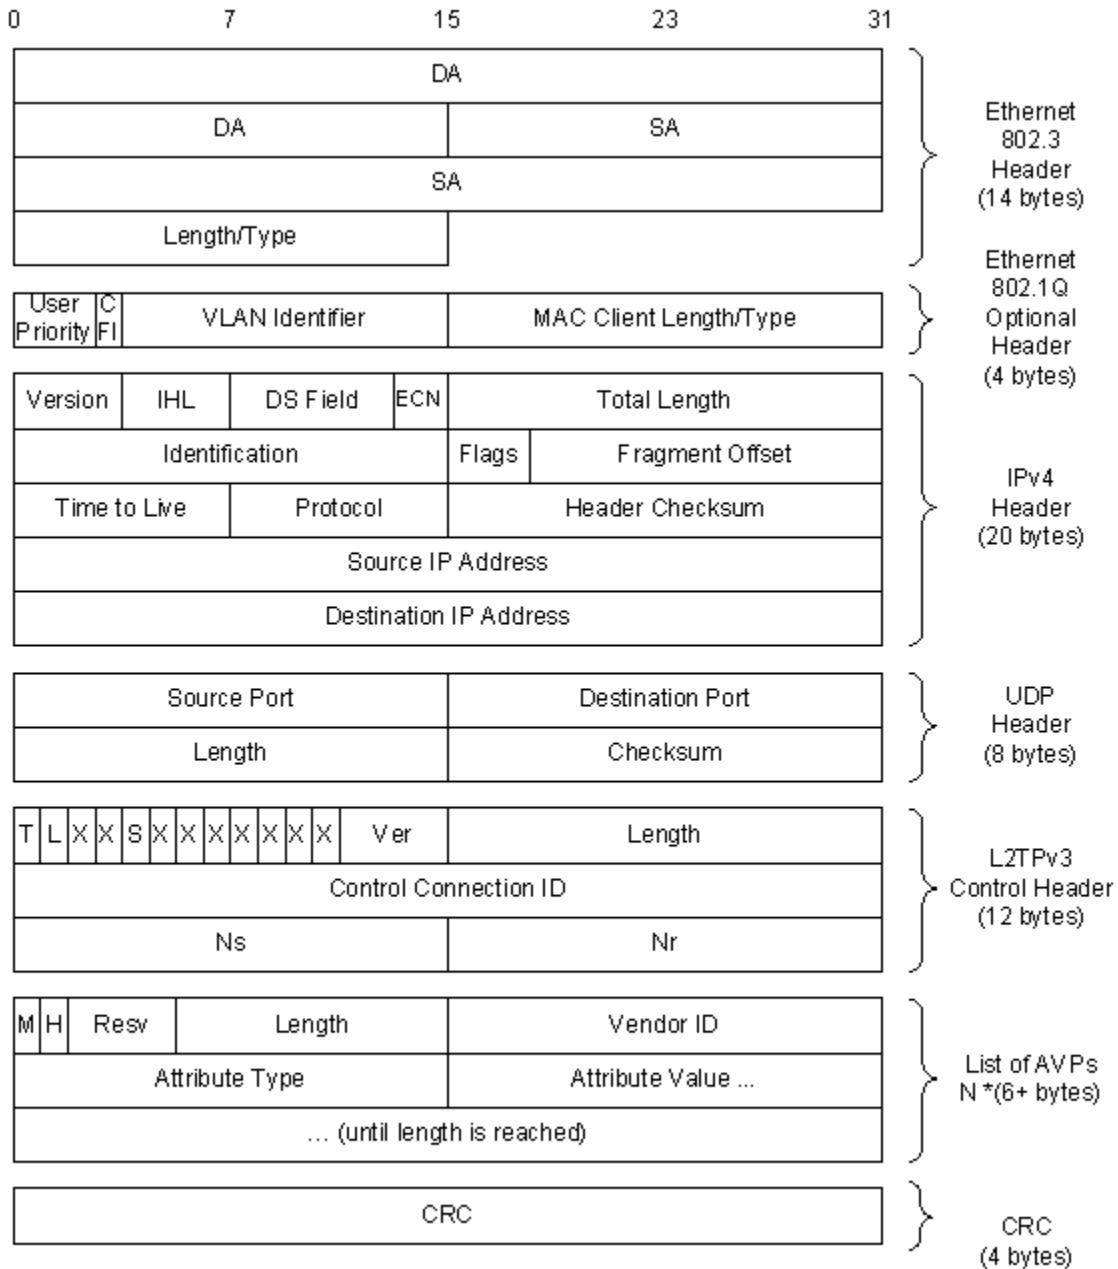 0 7 15 23 31
DA
DA SA
SA
Length/Type
Ethernet
802.3
Header
(14 bytes)
User
Priority
C
FI
VLAN Identifier MAC Client Length/Type
Ethernet
802.1Q
Optional
Header
(4 bytes)
Version IHL DS Field ECN Total Length
Identification Flags Fragment Offset
Time to Live Protocol Header Checksum
Source IP Address
Destination IP Address
IPv4
Header
(20 bytes)
Source Port Destination Port
Length Checksum
UDP
Header
(8 bytes)
T L X X S X X X X X X X Ver Length
Control Connection ID
Ns Nr
L2TPv3
Control Header
(12 bytes)
M H Resv Length Vendor ID
Attribute Type Attribute Value ...
... (until length is reached)
List of AVPs
N *(6+ bytes)
CRC
CRC
(4 bytes)